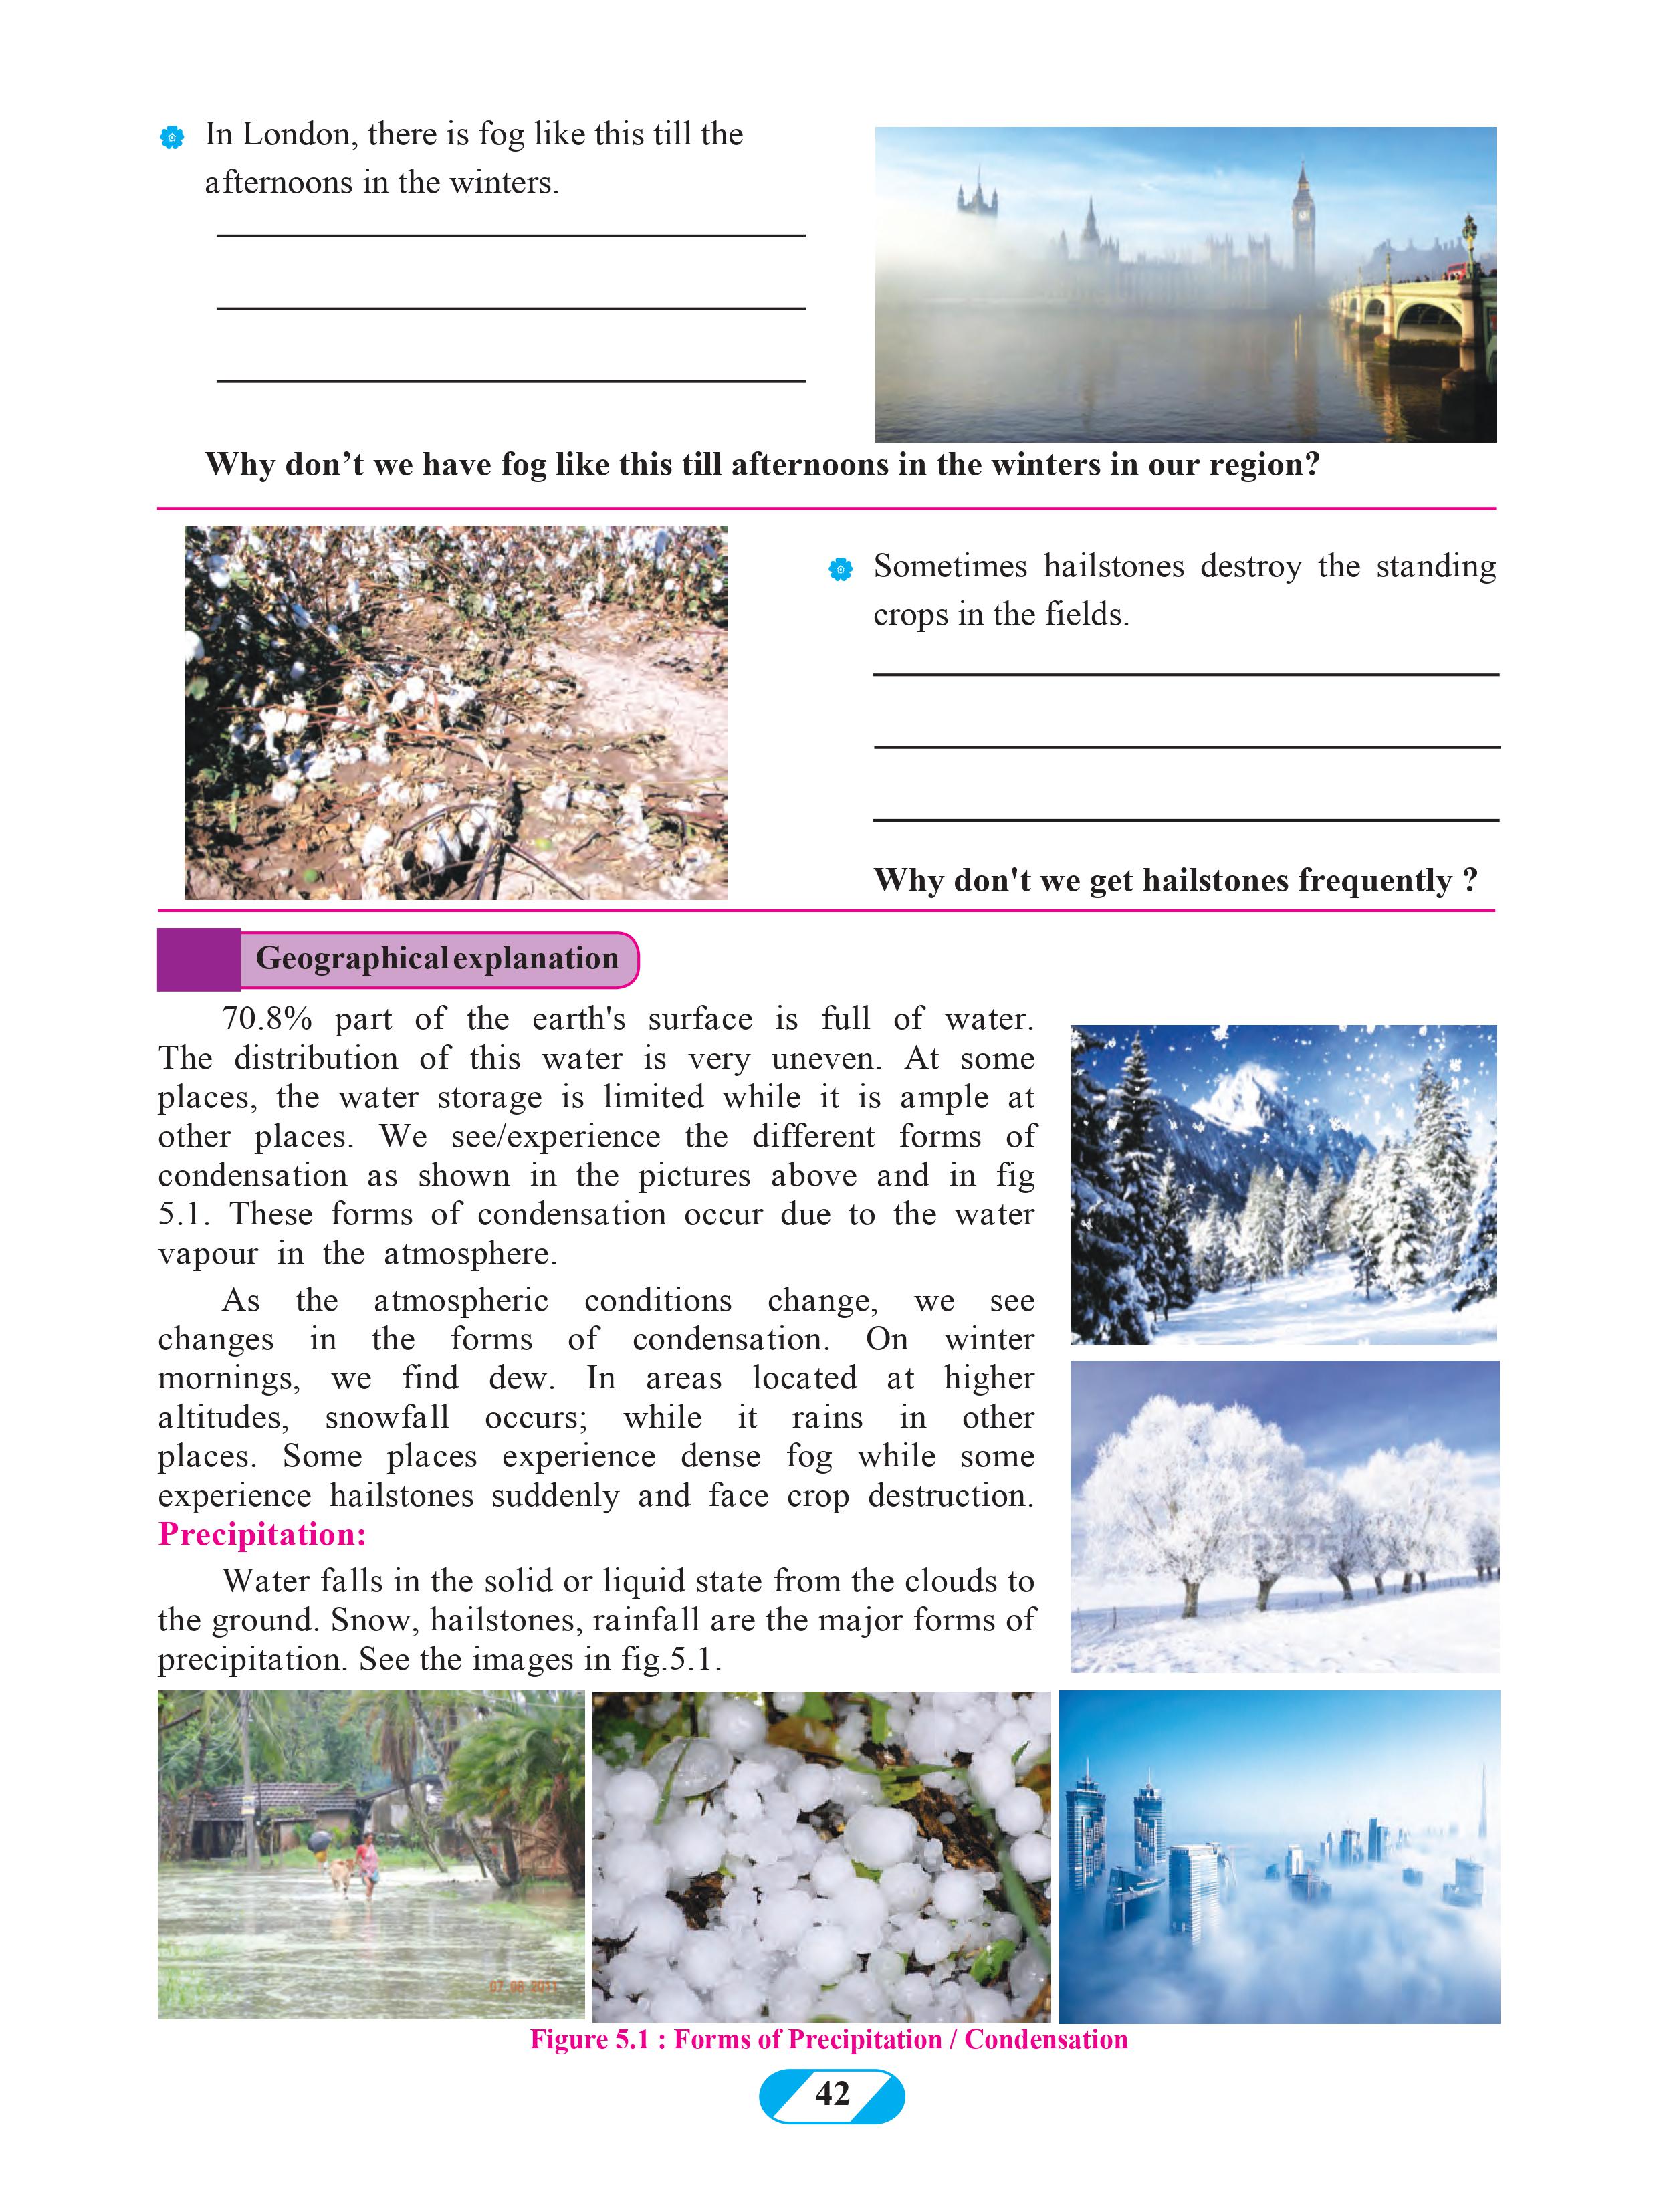 In London, there is fog like this till the
afternoons in the winters.
Why don’t we have fog like this till afternoons in the winters in our region?
Sometimes hailstones destroy the standing
crops in the fields.
Why don't we get hailstones frequently ?
Geographical explanation
70.8% part of the earth's surface is full of water.
The distribution of this water is very uneven. At some
places, the water storage is limited while it is ample at
other places. We see/experience the different forms of
condensation as shown in the pictures above and in fig
5.1. These forms of condensation occur due to the water
vapour in the atmosphere.
As the atmospheric conditions change, we see
changes in the forms of condensation. On winter
mornings, we find dew. In areas located at higher
altitudes, snowfall occurs; while it rains in other
places. Some places experience dense fog while some
experience hailstones suddenly and face crop destruction.
Precipitation:
Water falls in the solid or liquid state from the clouds to
the ground. Snow, hailstones, rainfall are the major forms of
precipitation. See the images in fig.5.1.
07 08 2011
Figure 5.1 : Forms of Precipitation / Condensation
42